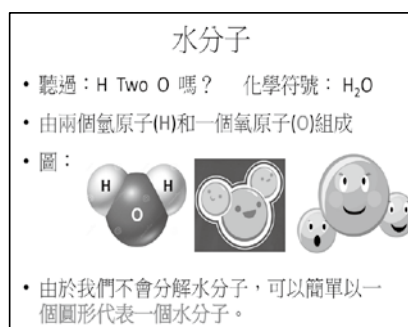 水分子
• 聽過：H Two O 嗎？ 化學符號： H₂O
• 由兩個氫原子(H)和一個氧原子(O)組成
• 圖：
H H
O
• 由於我們不會分解水分子，可以簡單以一
個圓形代表一個水分子。